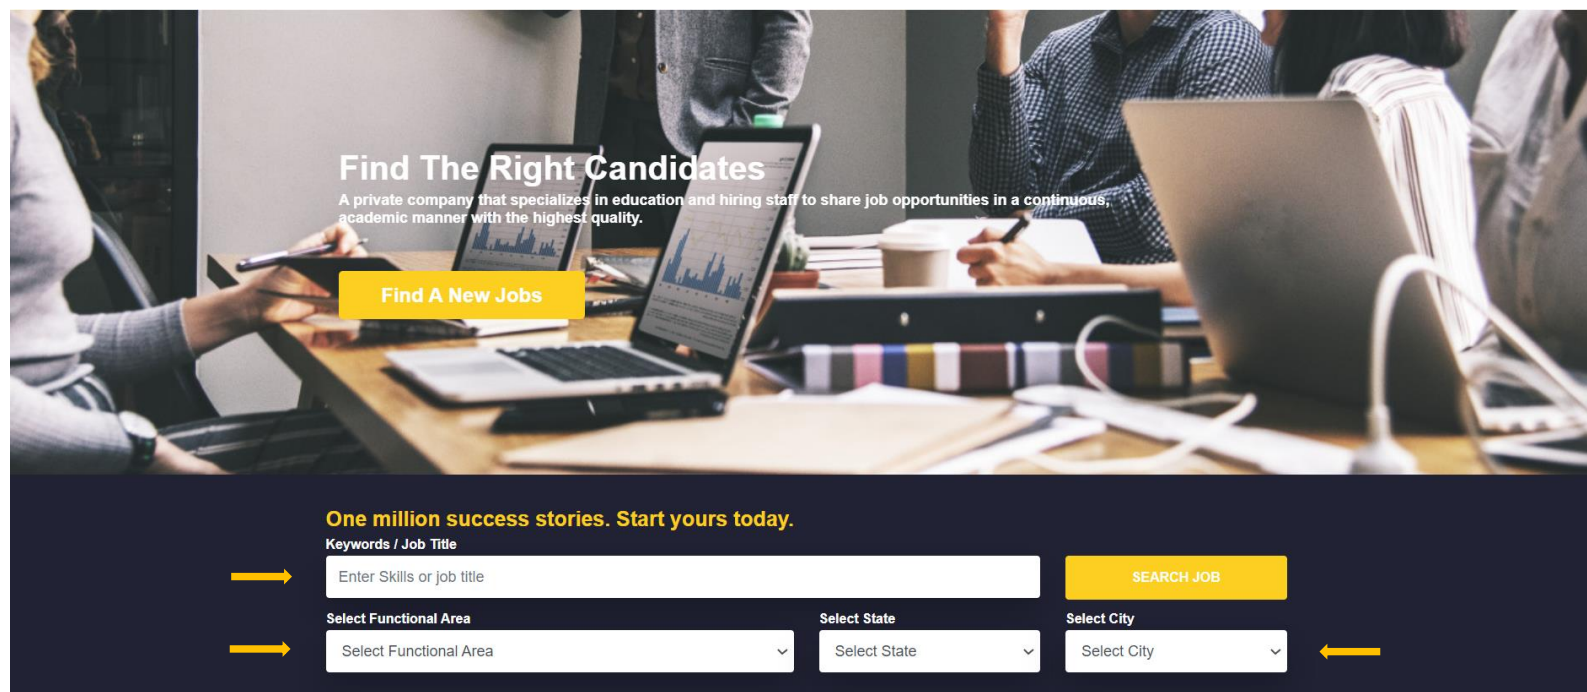 Find The Right Candidates
A private company that specializes in education and hiring staff to share job opportunities in a continuous,
academic manner with the highest quality.
Find A New Jobs
One million success stories. Start yours today.
Keywords / Job Title
Enter Skills or job title
SEARCH JOB
Select Functional Area
Select State
Select City
Select Functional Area
Select State
Select City